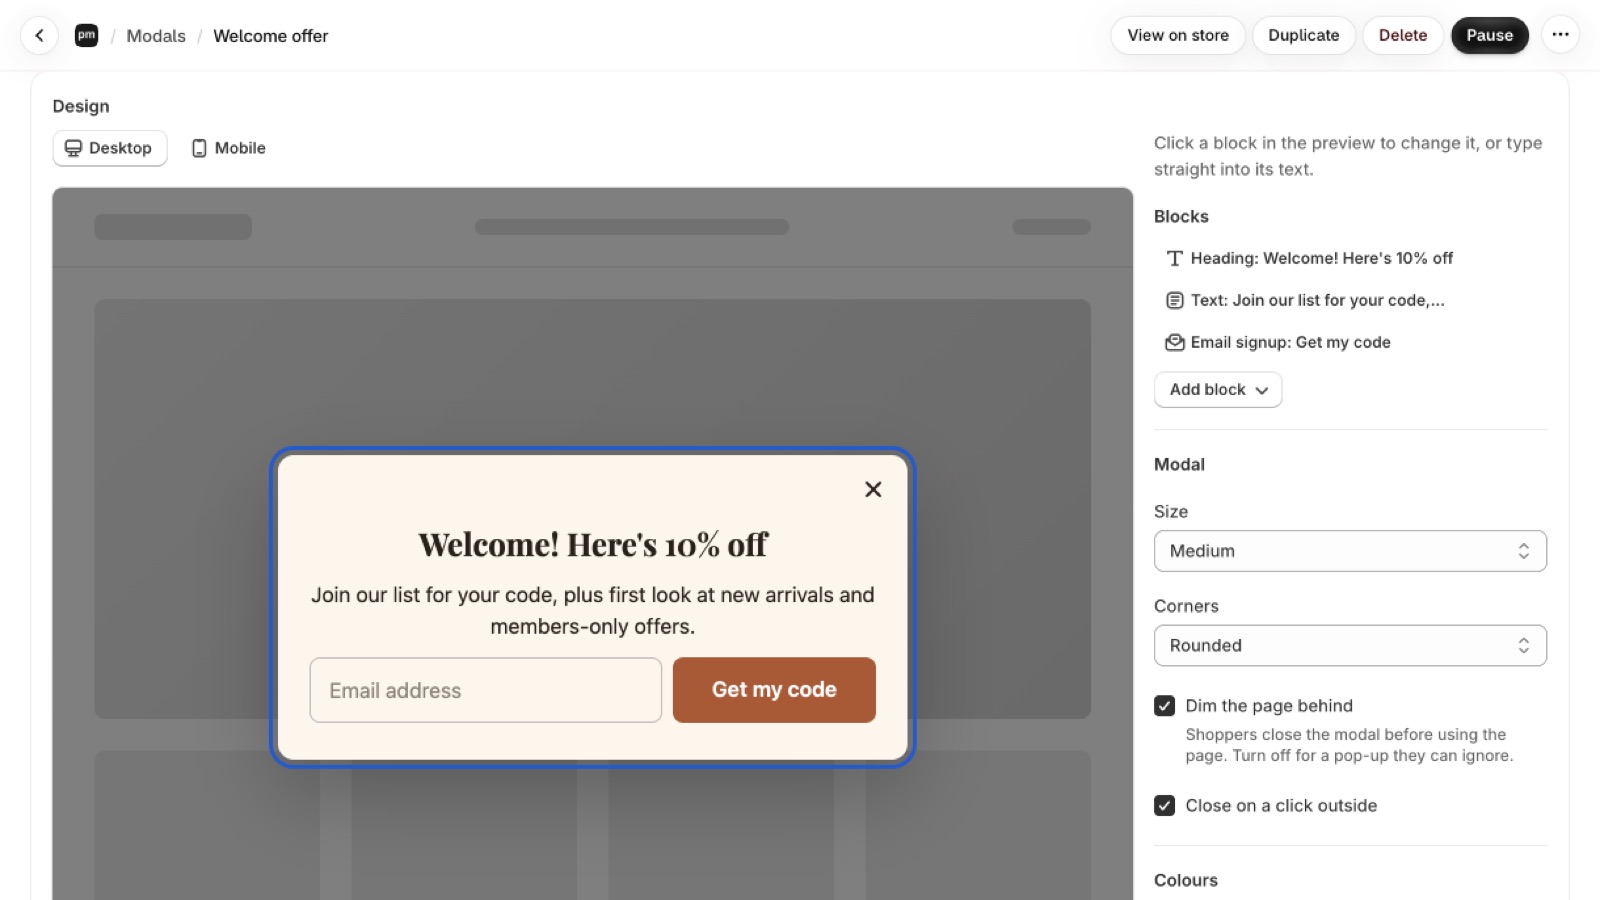 pm / Modals / Welcome offer
View on store
Duplicate
Delete
Pause
Design
Desktop
Mobile
Click a block in the preview to change it, or type
straight into its text.
Blocks
Heading: Welcome! Here's 10% off
Text: Join our list for your code,...
Email signup: Get my code
Add block
Modal
Size
Medium
Corners
Rounded
Dim the page behind
Shoppers close the modal before using the
page. Turn off for a pop-up they can ignore.
Close on a click outside
Colours
Welcome! Here's 10% off
Join our list for your code, plus first look at new arrivals and
members-only offers.
Email address
Get my code